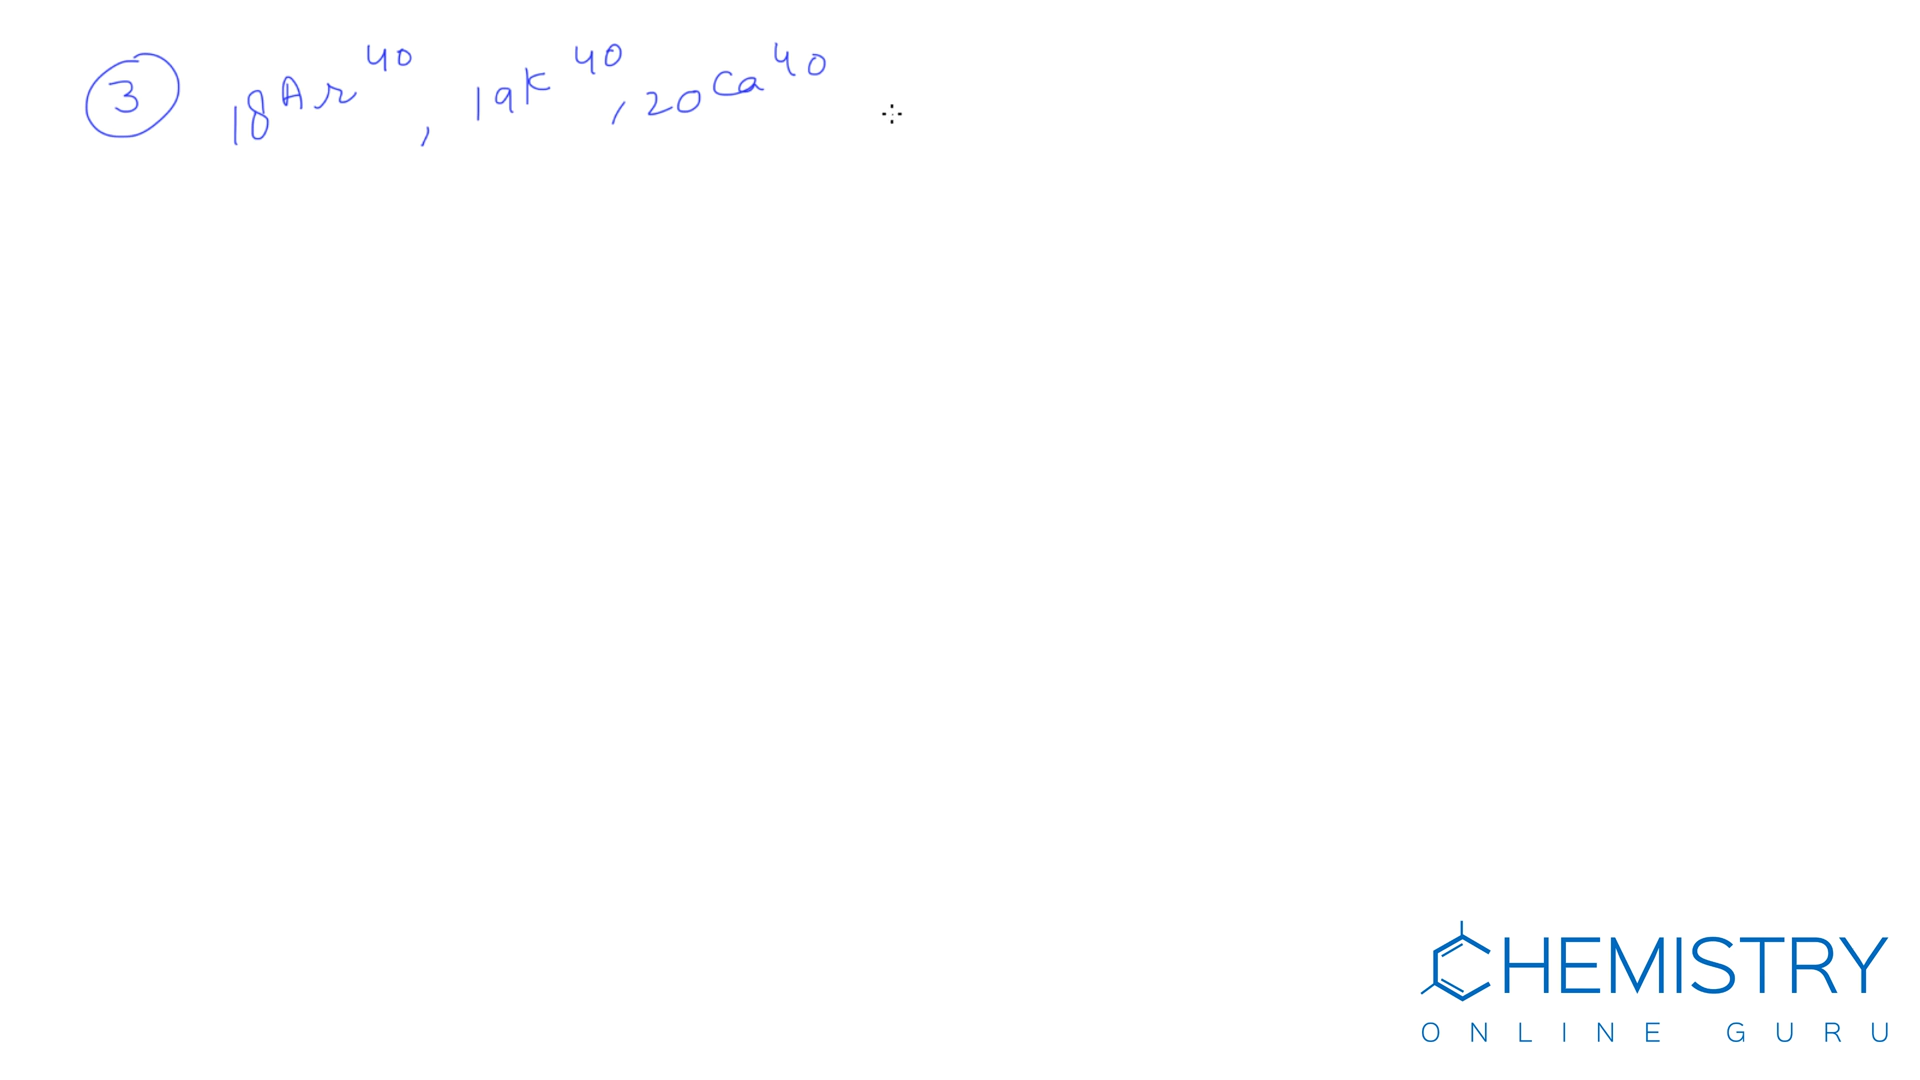 ③ ₁₈Ar⁴⁰, ₁₉K⁴⁰, ₂₀Ca⁴⁰
CHEMISTRY
ONLINE GURU